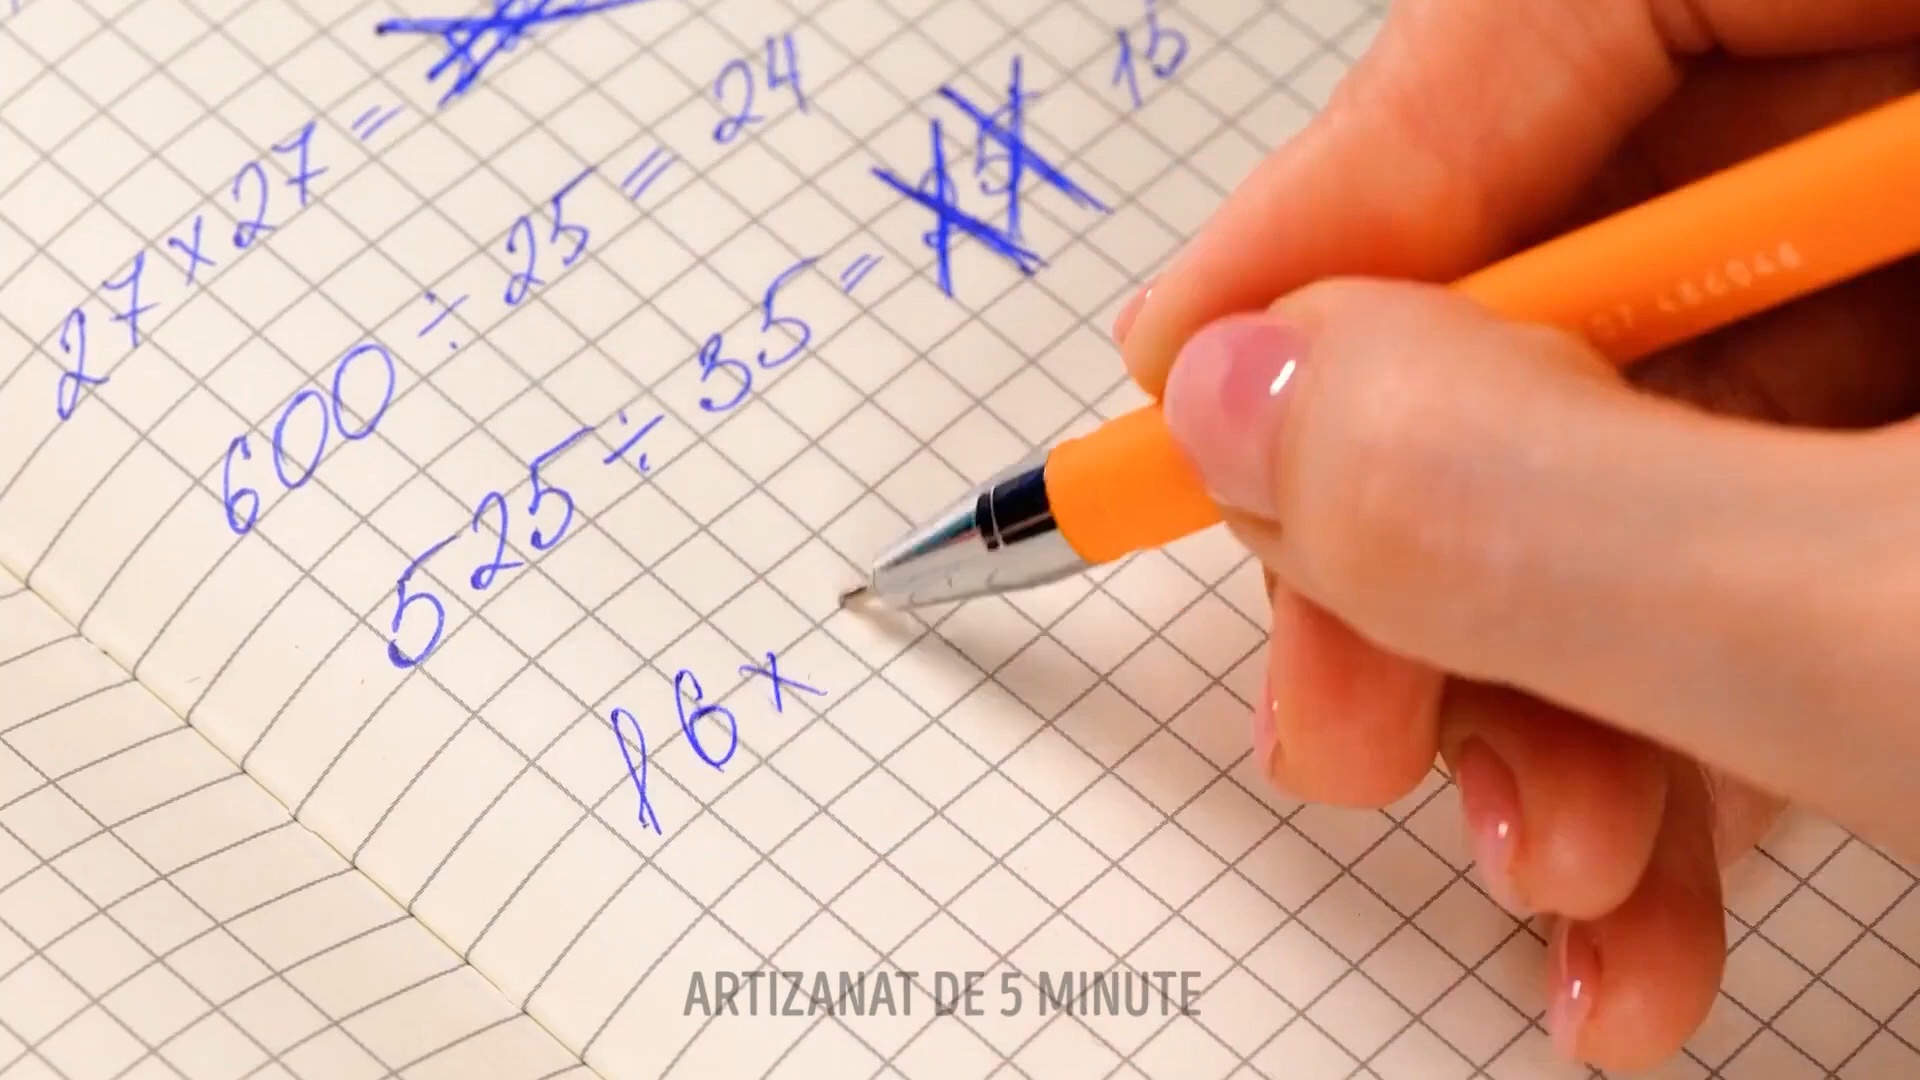 27 x 27 =
600 ÷ 25 = 24
525 ÷ 35 = 15
16 x
ARTIZANAT DE 5 MINUTE